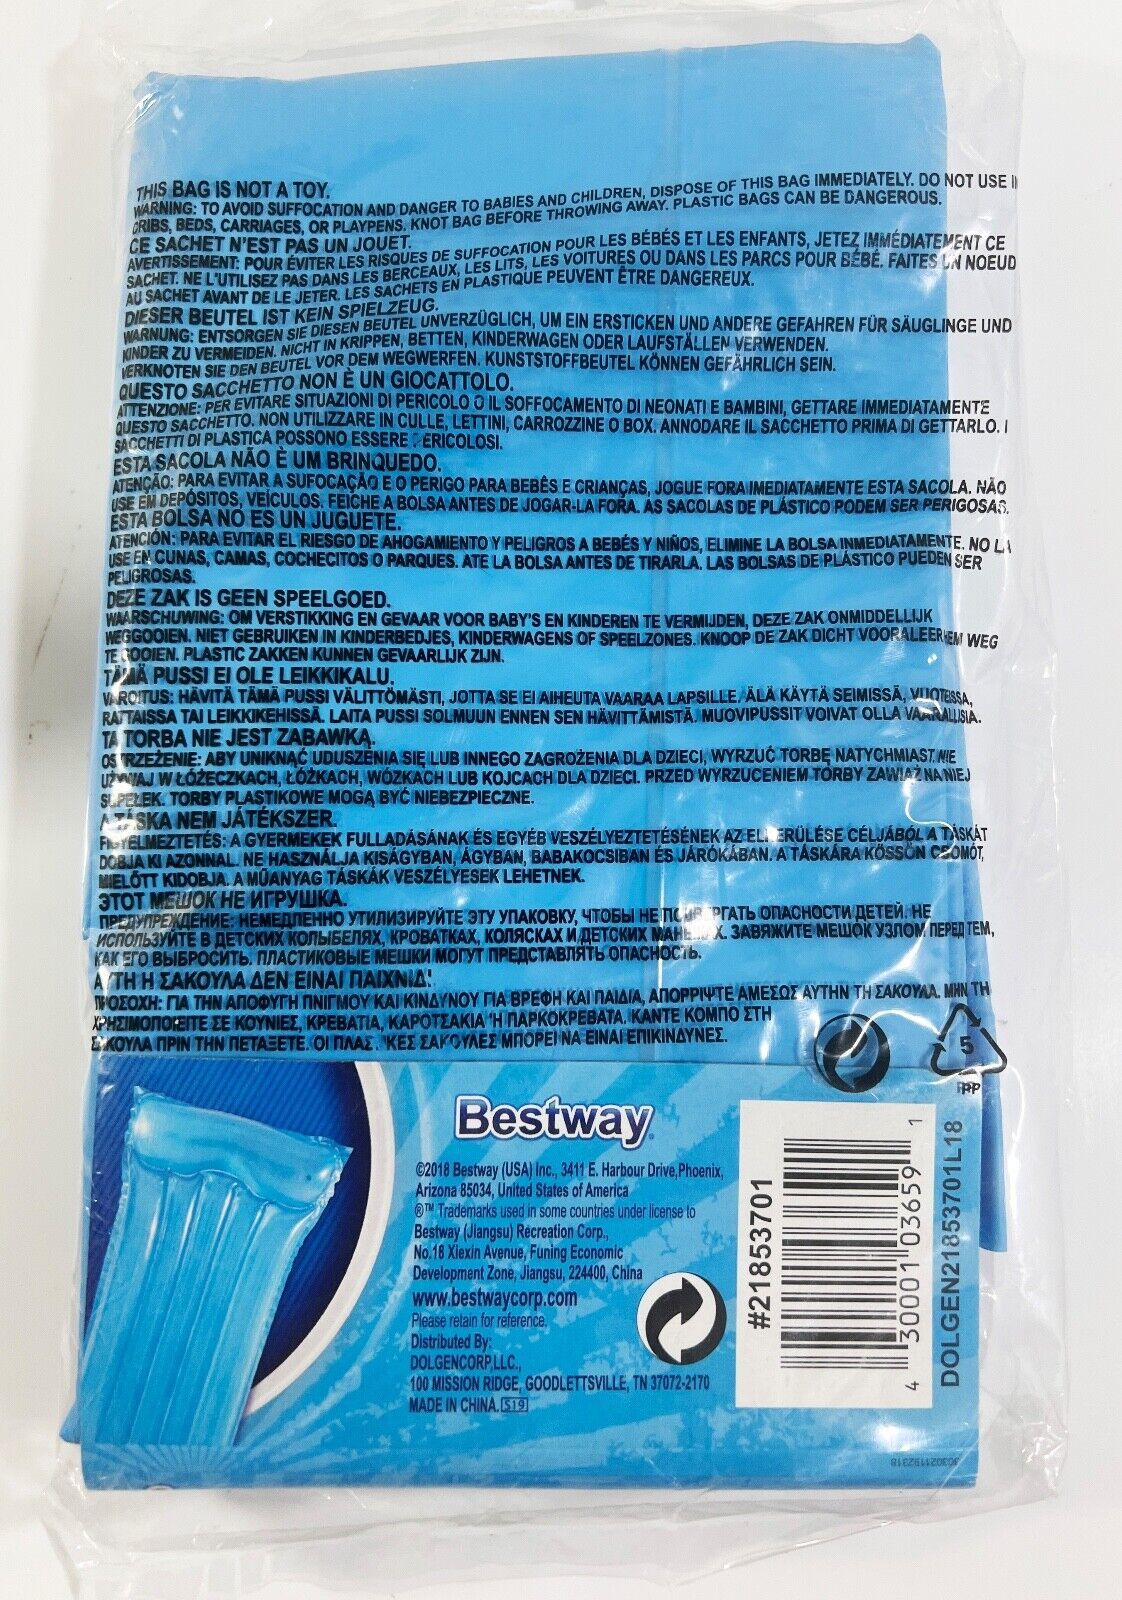 THIS BAG IS NOT A TOY.
WARNING: TO AVOID SUFFOCATION AND DANGER TO BABIES AND CHILDREN, DISPOSE OF THIS BAG IMMEDIATELY. DO NOT USE IN
CRIBS, BEDS, CARRIAGES, OR PLAYPENS. KNOT BAG BEFORE THROWING AWAY. PLASTIC BAGS CAN BE DANGEROUS.
CE SACHET N'EST PAS UN JOUET.
AVERTISSEMENT: POUR ÉVITER LES RISQUES DE SUFFOCATION POUR LES BÉBÉS ET LES ENFANTS, JETEZ IMMÉDIATEMENT CE
SACHET. NE L'UTILISEZ PAS DANS LES BERCEAUX, LES LITS, LES VOITURES OU DANS LES PARCS POUR BÉBÉ. FAITES UN NOEUD
AU SACHET AVANT DE LE JETER. LES SACHETS EN PLASTIQUE PEUVENT ÊTRE DANGEREUX.
DIESER BEUTEL IST KEIN SPIELZEUG.
WARNUNG: ENTSORGEN SIE DIESEN BEUTEL UNVERZÜGLICH, UM EIN ERSTICKEN UND ANDERE GEFAHREN FÜR SÄUGLINGE UND
KINDER ZU VERMEIDEN. NICHT IN KRIPPEN, BETTEN, KINDERWAGEN ODER LAUFSTÄLLEN VERWENDEN.
VERKNOTEN SIE DEN BEUTEL VOR DEM WEGWERFEN. KUNSTSTOFFBEUTEL KÖNNEN GEFÄHRLICH SEIN.
QUESTO SACCHETTO NON È UN GIOCATTOLO.
ATTENZIONE: PER EVITARE SITUAZIONI DI PERICOLO O IL SOFFOCAMENTO DI NEONATI E BAMBINI, GETTARE IMMEDIATAMENTE
QUESTO SACCHETTO. NON UTILIZZARE IN CULLE, LETTINI, CARROZZINE O BOX. ANNODARE IL SACCHETTO PRIMA DI GETTARLO. I
SACCHETTI DI PLASTICA POSSONO ESSERE PERICOLOSI.
ESTA SACOLA NÃO È UM BRINQUEDO.
ATENÇÃO: PARA EVITAR A SUFOCAÇÃO E O PERIGO PARA BEBÊS E CRIANÇAS, JOGUE FORA IMEDIATAMENTE ESTA SACOLA. NÃO
USE EM DEPÓSITOS, VEÍCULOS. FEICHE A BOLSA ANTES DE JOGAR-LA FORA. AS SACOLAS DE PLÁSTICO PODEM SER PERIGOSAS.
ESTA BOLSA NO ES UN JUGUETE.
ATENCIÓN: PARA EVITAR EL RIESGO DE AHOGAMIENTO Y PELIGROS A BEBÉS Y NIÑOS, ELIMINE LA BOLSA INMEDIATAMENTE. NO LA
USE EN CUNAS, CAMAS, COCHECITOS O PARQUES. ATE LA BOLSA ANTES DE TIRARLA. LAS BOLSAS DE PLÁSTICO PUEDEN SER
PELIGROSAS.
DEZE ZAK IS GEEN SPEELGOED.
WAARSCHUWING: OM VERSTIKKING EN GEVAAR VOOR BABY'S EN KINDEREN TE VERMIJDEN, DEZE ZAK ONMIDDELLIJK
WEGGOOIEN. NIET GEBRUIKEN IN KINDERBEDJES, KINDERWAGENS OF SPEELZONES. KNOOP DE ZAK DICHT VOORALEER HEM WEG
TE GOOIEN. PLASTIC ZAKKEN KUNNEN GEVAARLIJK ZIJN.
TÄMÄ PUSSI EI OLE LEIKKIKALU.
VAROITUS: HÄVITÄ TÄMÄ PUSSI VÄLITTÖMÄSTI, JOTTA SE EI AIHEUTA VAARAA LAPSILLE. ÄLÄ KÄYTÄ SEIMISSÄ, VUOTEISSA,
RATTAISSA TAI LEIKKIKEHISSÄ. LAITA PUSSI SOLMUUN ENNEN SEN HÄVITTÄMISTÄ. MUOVIPUSSIT VOIVAT OLLA VAARALLISIA.
TA TORBA NIE JEST ZABAWKĄ.
OSTRZEŻENIE: ABY UNIKNĄĆ UDUSZENIA SIĘ LUB INNEGO ZAGROŻENIA DLA DZIECI, WYRZUĆ TORBĘ NATYCHMIAST. NIE
UŻYWAJ W ŁÓŻECZKACH, ŁÓŻKACH, WÓZKACH LUB KOJCACH DLA DZIECI. PRZED WYRZUCENIEM TORBY ZAWIĄŻ NA NIEJ
SUPEŁEK. TORBY PLASTIKOWE MOGĄ BYĆ NIEBEZPIECZNE.
A TÁSKA NEM JÁTÉKSZER.
FIGYELMEZTETÉS: A GYERMEKEK FULLADÁSÁNAK ÉS EGYÉB VESZÉLYEZTETÉSÉNEK AZ ELKERÜLÉSE CÉLJÁBÓL A TÁSKÁT
DOBJA KI AZONNAL. NE HASZNÁLJA KISÁGYBAN, ÁGYBAN, BABAKOCSIBAN ÉS JÁRÓKÁBAN. A TÁSKÁRA KÖSSÖN CSOMÓT,
MIELŐTT KIDOBJA. A MŰANYAG TÁSKÁK VESZÉLYESEK LEHETNEK.
ЭТОТ МЕШОК НЕ ИГРУШКА.
ПРЕДУПРЕЖДЕНИЕ: НЕМЕДЛЕННО УТИЛИЗИРУЙТЕ ЭТУ УПАКОВКУ, ЧТОБЫ НЕ ПОДВЕРГАТЬ ОПАСНОСТИ ДЕТЕЙ. НЕ
ИСПОЛЬЗУЙТЕ В ДЕТСКИХ КОЛЫБЕЛЯХ, КРОВАТКАХ, КОЛЯСКАХ И ДЕТСКИХ МАНЕЖАХ. ЗАВЯЖИТЕ МЕШОК УЗЛОМ ПЕРЕД ТЕМ,
КАК ЕГО ВЫБРОСИТЬ. ПЛАСТИКОВЫЕ МЕШКИ МОГУТ ПРЕДСТАВЛЯТЬ ОПАСНОСТЬ.
ΑΥΤΗ Η ΣΑΚΟΥΛΑ ΔΕΝ ΕΙΝΑΙ ΠΑΙΧΝΙΔΙ.
ΠΡΟΣΟΧΗ: ΓΙΑ ΤΗΝ ΑΠΟΦΥΓΗ ΠΝΙΓΜΟΥ ΚΑΙ ΚΙΝΔΥΝΟΥ ΓΙΑ ΒΡΕΦΗ ΚΑΙ ΠΑΙΔΙΑ, ΑΠΟΡΡΙΨΤΕ ΑΜΕΣΩΣ ΑΥΤΗΝ ΤΗ ΣΑΚΟΥΛΑ. ΜΗΝ ΤΗ
ΧΡΗΣΙΜΟΠΟΙΕΙΤΕ ΣΕ ΚΟΥΝΙΕΣ, ΚΡΕΒΑΤΙΑ, ΚΑΡΟΤΣΑΚΙΑ Ή ΠΑΡΚΟΚΡΕΒΑΤΑ. ΚΑΝΤΕ ΚΟΜΠΟ ΣΤΗ
ΣΑΚΟΥΛΑ ΠΡΙΝ ΤΗΝ ΠΕΤΑΞΕΤΕ. ΟΙ ΠΛΑΣΤΙΚΕΣ ΣΑΚΟΥΛΕΣ ΜΠΟΡΕΙ ΝΑ ΕΙΝΑΙ ΕΠΙΚΙΝΔΥΝΕΣ.
5
PP
Bestway
©2018 Bestway (USA) Inc., 3411 E. Harbour Drive,Phoenix,
Arizona 85034, United States of America
®™ Trademarks used in some countries under license to
Bestway (Jiangsu) Recreation Corp.,
No.18 Xiexin Avenue, Funing Economic
Development Zone, Jiangsu, 224400, China
www.bestwaycorp.com
Please retain for reference.
Distributed By:
DOLGENCORP,LLC.,
100 MISSION RIDGE, GOODLETTSVILLE, TN 37072-2170
MADE IN CHINA. S19
#21853701
4 30001 03659 1
DOLGEN21853701L18
303021192318